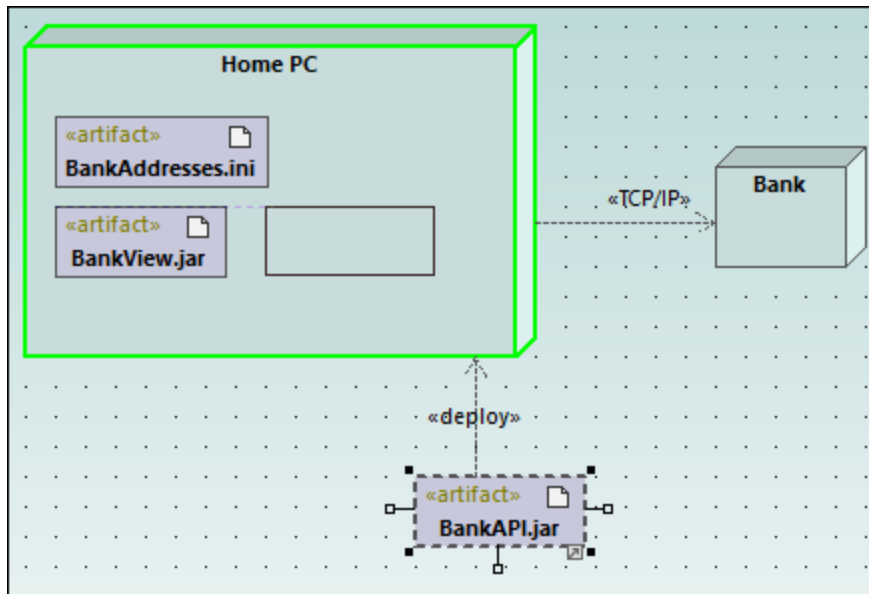 Home PC
«artifact»
BankAddresses.ini
«artifact»
BankView.jar
«TCP/IP»
Bank
«deploy»
«artifact»
BankAPI.jar